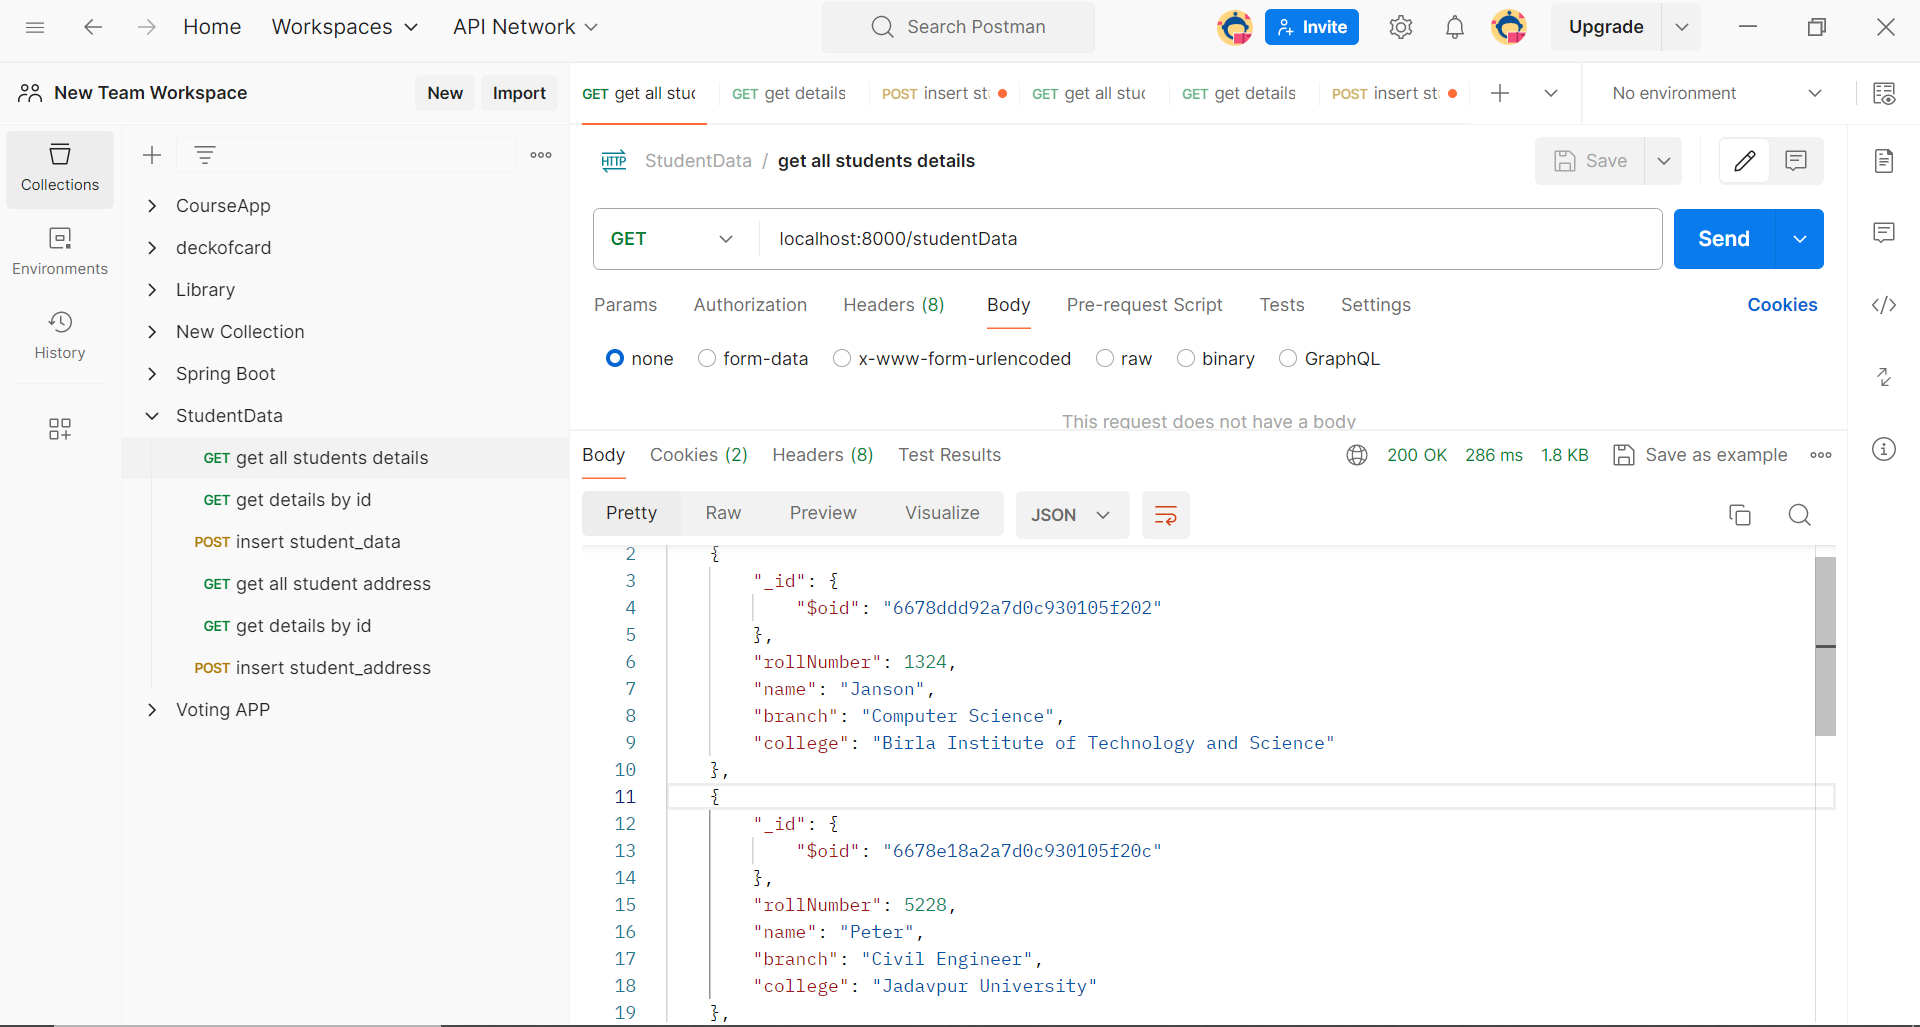 Home Workspaces API Network Search Postman Invite Upgrade
New Team Workspace New Import
GET get all stuc GET get details POST insert st GET get all stuc GET get details POST insert st No environment
Collections
Environments
History
CourseApp
deckofcard
Library
New Collection
Spring Boot
StudentData
GET get all students details
GET get details by id
POST insert student_data
GET get all student address
GET get details by id
POST insert student_address
Voting APP
HTTP StudentData / get all students details Save
GET localhost:8000/studentData Send
Params Authorization Headers (8) Body Pre-request Script Tests Settings Cookies
none form-data x-www-form-urlencoded raw binary GraphQL
This request does not have a body
Body Cookies (2) Headers (8) Test Results 200 OK 286 ms 1.8 KB Save as example
Pretty Raw Preview Visualize JSON
2 {
3 "_id": {
4 "$oid": "6678ddd92a7d0c930105f202"
5 },
6 "rollNumber": 1324,
7 "name": "Janson",
8 "branch": "Computer Science",
9 "college": "Birla Institute of Technology and Science"
10 },
11 {
12 "_id": {
13 "$oid": "6678e18a2a7d0c930105f20c"
14 },
15 "rollNumber": 5228,
16 "name": "Peter",
17 "branch": "Civil Engineer",
18 "college": "Jadavpur University"
19 },